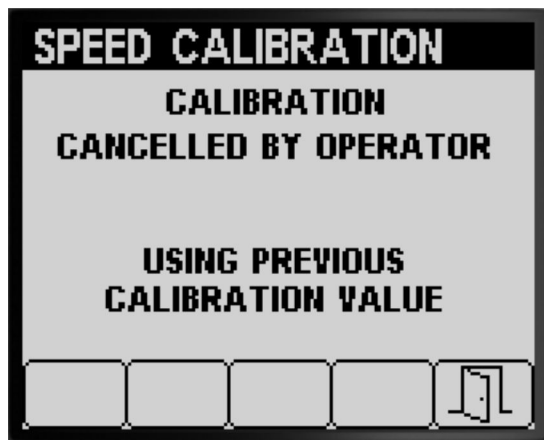 SPEED CALIBRATION
CALIBRATION
CANCELLED BY OPERATOR
USING PREVIOUS
CALIBRATION VALUE